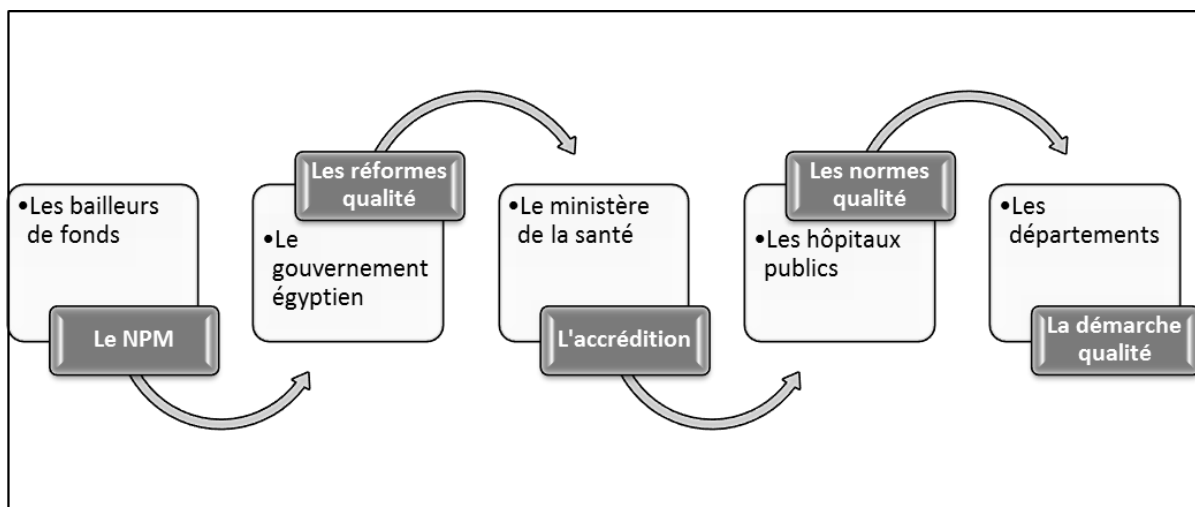 •Les bailleurs
de fonds
Le NPM
Les réformes
qualité
•Le
gouvernement
égyptien
•Le ministère
de la santé
L'accrédition
Les normes
qualité
•Les hôpitaux
publics
•Les
départements
La démarche
qualité